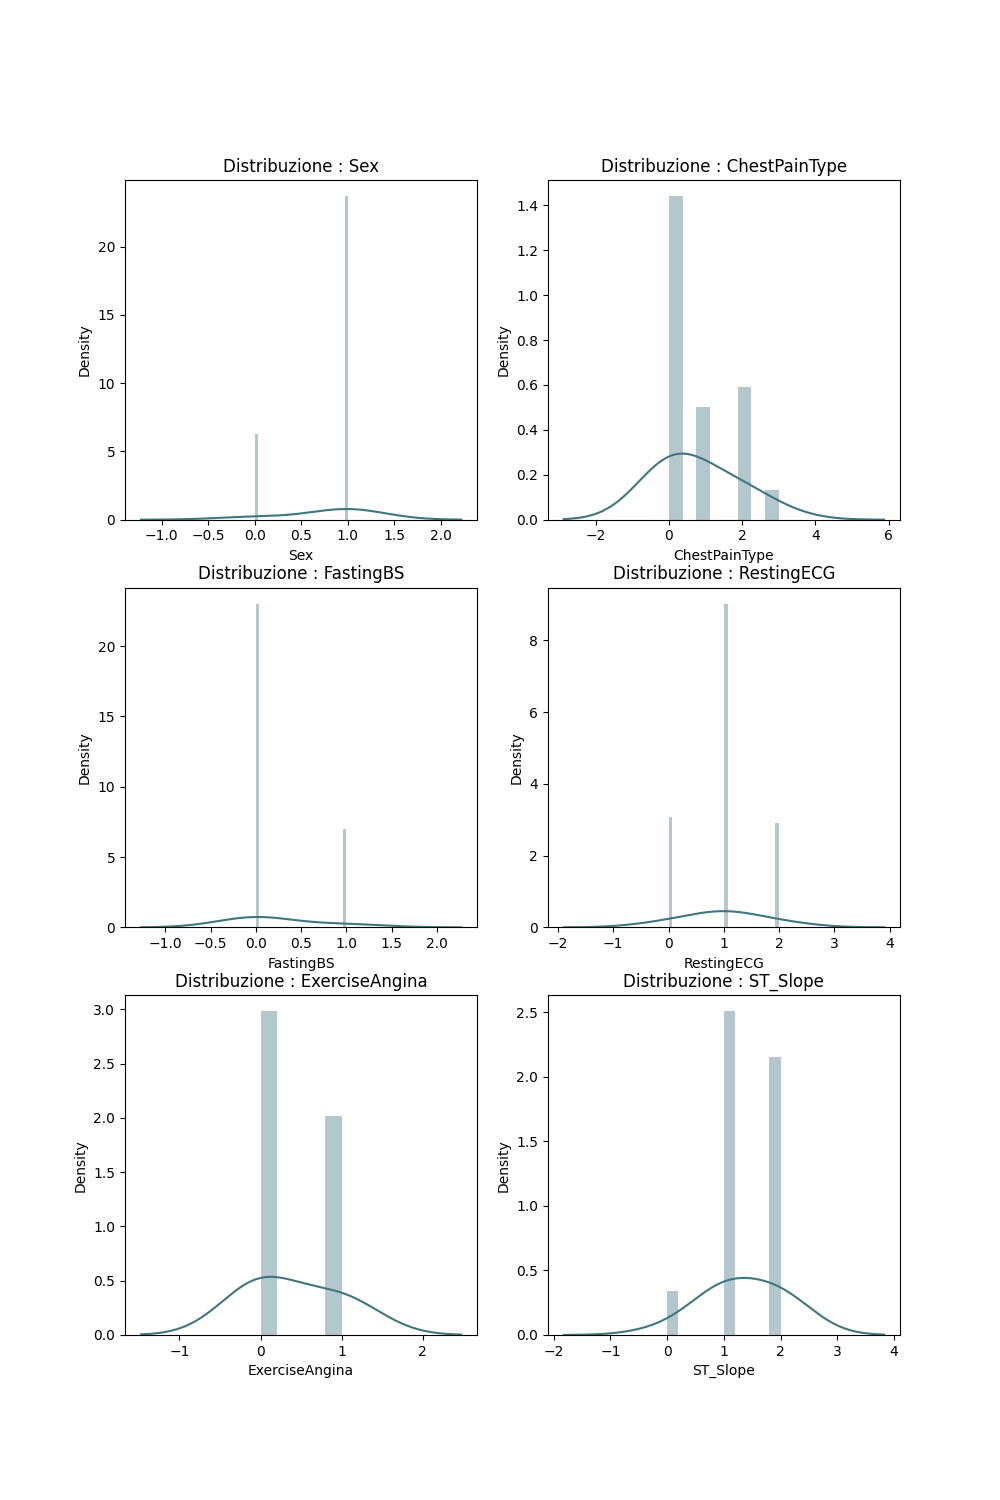 Distribuzione : Sex
20
15
10
5
0
Density
−1.0 −0.5 0.0 0.5 1.0 1.5 2.0
Sex
Distribuzione : ChestPainType
1.4
1.2
1.0
0.8
0.6
0.4
0.2
0.0
Density
−2 0 2 4 6
ChestPainType
Distribuzione : FastingBS
20
15
10
5
0
Density
−1.0 −0.5 0.0 0.5 1.0 1.5 2.0
FastingBS
Distribuzione : RestingECG
8
6
4
2
0
Density
−2 −1 0 1 2 3 4
RestingECG
Distribuzione : ExerciseAngina
3.0
2.5
2.0
1.5
1.0
0.5
0.0
Density
−1 0 1 2
ExerciseAngina
Distribuzione : ST_Slope
2.5
2.0
1.5
1.0
0.5
0.0
Density
−2 −1 0 1 2 3 4
ST_Slope